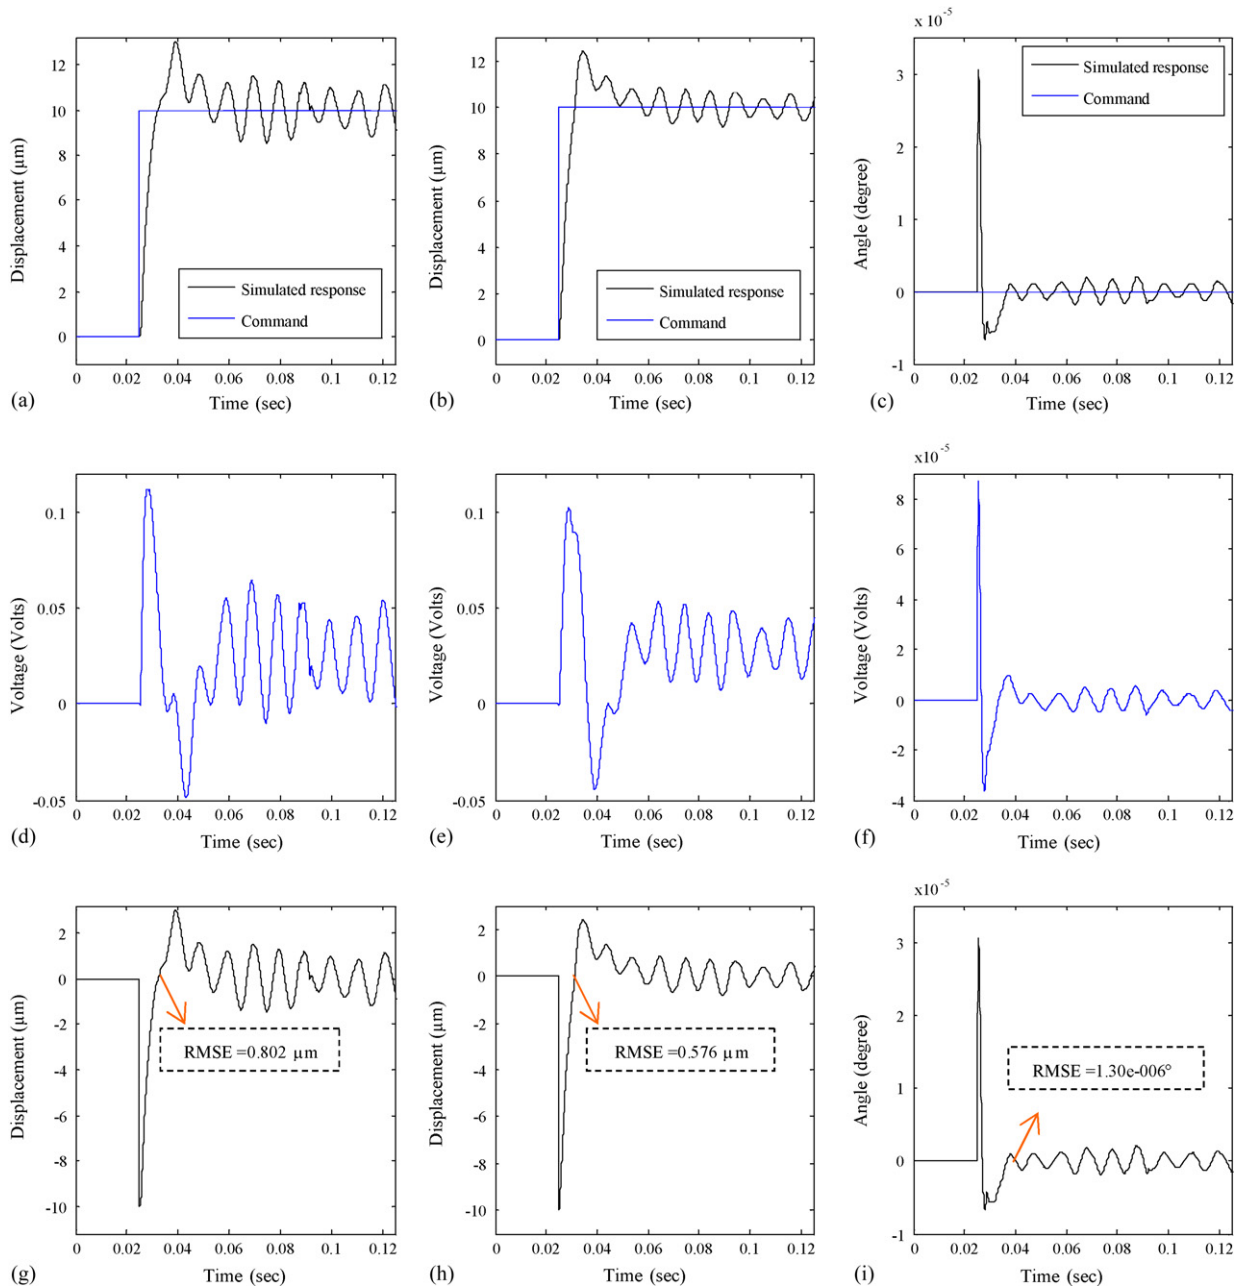 x 10 -5
12
10
8
6
4
2
0
Displacement (µm)
Simulated response
Command
0 0.02 0.04 0.06 0.08 0.1 0.12
Time (sec)
(a)
12
10
8
6
4
2
0
Displacement (µm)
Simulated response
Command
0 0.02 0.04 0.06 0.08 0.1 0.12
Time (sec)
(b)
3
2
1
0
-1
Angle (degree)
Simulated response
Command
0 0.02 0.04 0.06 0.08 0.1 0.12
Time (sec)
(c)
0.1
0.05
0
-0.05
Voltage (Volts)
0 0.02 0.04 0.06 0.08 0.1 0.12
Time (sec)
(d)
0.1
0.05
0
-0.05
Voltage (Volts)
0 0.02 0.04 0.06 0.08 0.1 0.12
Time (sec)
(e)
x10 -5
8
6
4
2
0
-2
-4
Voltage (Volts)
0 0.02 0.04 0.06 0.08 0.1 0.12
Time (sec)
(f)
2
0
-2
-4
-6
-8
-10
Displacement (µm)
RMSE =0.802 µm
0 0.02 0.04 0.06 0.08 0.1 0.12
Time (sec)
(g)
2
0
-2
-4
-6
-8
-10
Displacement (µm)
RMSE =0.576 µm
0 0.02 0.04 0.06 0.08 0.1 0.12
Time (sec)
(h)
x10 -5
3
2
1
0
-1
Angle (degree)
RMSE =1.30e-006°
0 0.02 0.04 0.06 0.08 0.1 0.12
Time (sec)
(i)